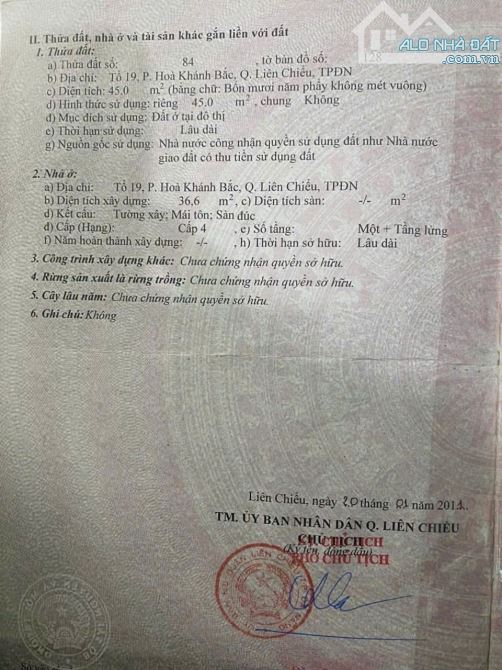 ALO NHÀ ĐẤT
II. Thửa đất, nhà ở và tài sản khác gắn liền với đất
1. Thửa đất:
a) Thửa đất số: 84 , tờ bản đồ số: 128
b) Địa chỉ: Tổ 19, P. Hoà Khánh Bắc, Q. Liên Chiểu, TPĐN
c) Diện tích: 45.0 m² (bằng chữ: Bốn mươi năm phẩy không mét vuông)
d) Hình thức sử dụng: riêng 45.0 m² , chung Không
đ) Mục đích sử dụng: Đất ở tại đô thị
e) Thời hạn sử dụng: Lâu dài
g) Nguồn gốc sử dụng: Nhà nước công nhận quyền sử dụng đất như Nhà nước
giao đất có thu tiền sử dụng đất
2. Nhà ở:
a) Địa chỉ: Tổ 19, P. Hoà Khánh Bắc, Q. Liên Chiểu, TPĐN
b) Diện tích xây dựng: 36,6 m² , c) Diện tích sàn: -/- m²
d) Kết cấu: Tường xây; Mái tôn; Sàn đúc
đ) Cấp (Hạng): Cấp 4 , e) Số tầng: Một + Tầng lửng
f) Năm hoàn thành xây dựng: -/- , h) Thời hạn sở hữu: Lâu dài
3. Công trình xây dựng khác: Chưa chứng nhận quyền sở hữu.
4. Rừng sản xuất là rừng trồng: Chưa chứng nhận quyền sở hữu.
5. Cây lâu năm: Chưa chứng nhận quyền sở hữu.
6. Ghi chú: Không
Liên Chiểu, ngày 20 tháng 01 năm
TM. ỦY BAN NHÂN DÂN Q. LIÊN CHIỂU
CHỦ TỊCH
(Ký tên, đóng dấu)
PHÓ CHỦ TỊCH